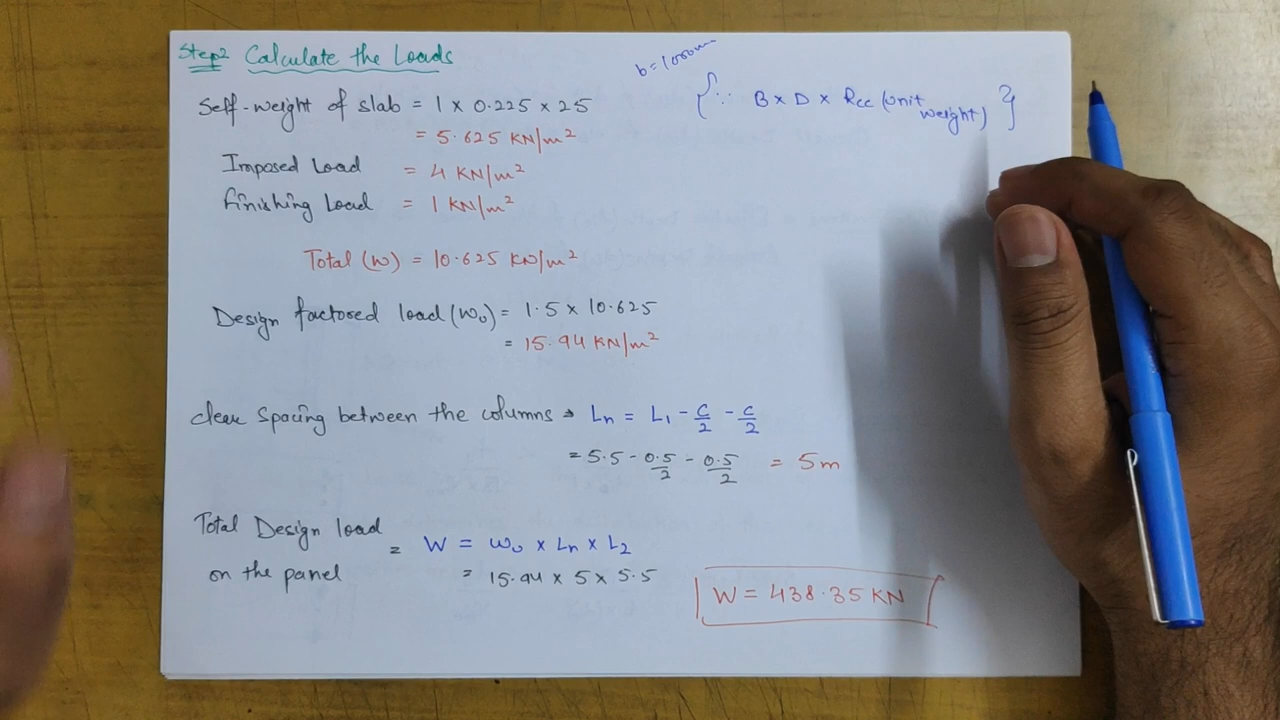 Step2 Calculate the Loads
b=1000mm
Self-weight of slab = 1 x 0.225 x 25 {∵ B x D x Rcc (unit weight) }
= 5.625 KN/m²
Imposed Load = 4 KN/m²
Finishing Load = 1 KN/m²
Total (w) = 10.625 KN/m²
Design factored load (w₀) = 1.5 x 10.625
= 15.94 KN/m²
Clear spacing between the columns → Ln = L₁ - c/2 - c/2
= 5.5 - 0.5/2 - 0.5/2 = 5m
Total Design load on the panel = W = w₀ x Ln x L₂
= 15.94 x 5 x 5.5
W = 438.35 KN